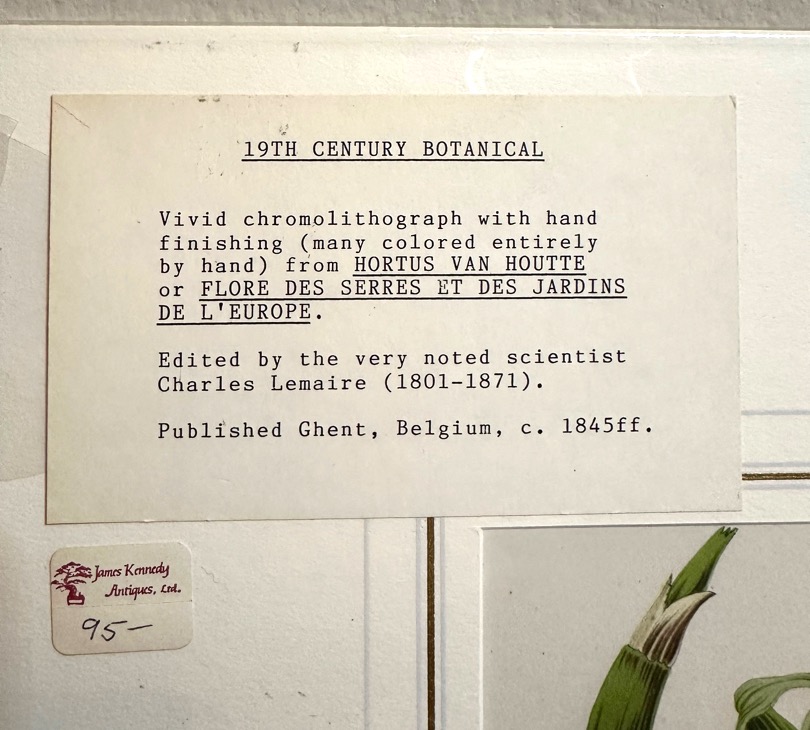 19TH CENTURY BOTANICAL
Vivid chromolithograph with hand
finishing (many colored entirely
by hand) from HORTUS VAN HOUTTE
or FLORE DES SERRES ET DES JARDINS
DE L'EUROPE.
Edited by the very noted scientist
Charles Lemaire (1801-1871).
Published Ghent, Belgium, c. 1845ff.
James Kennedy
Antiques, Ltd.
95—